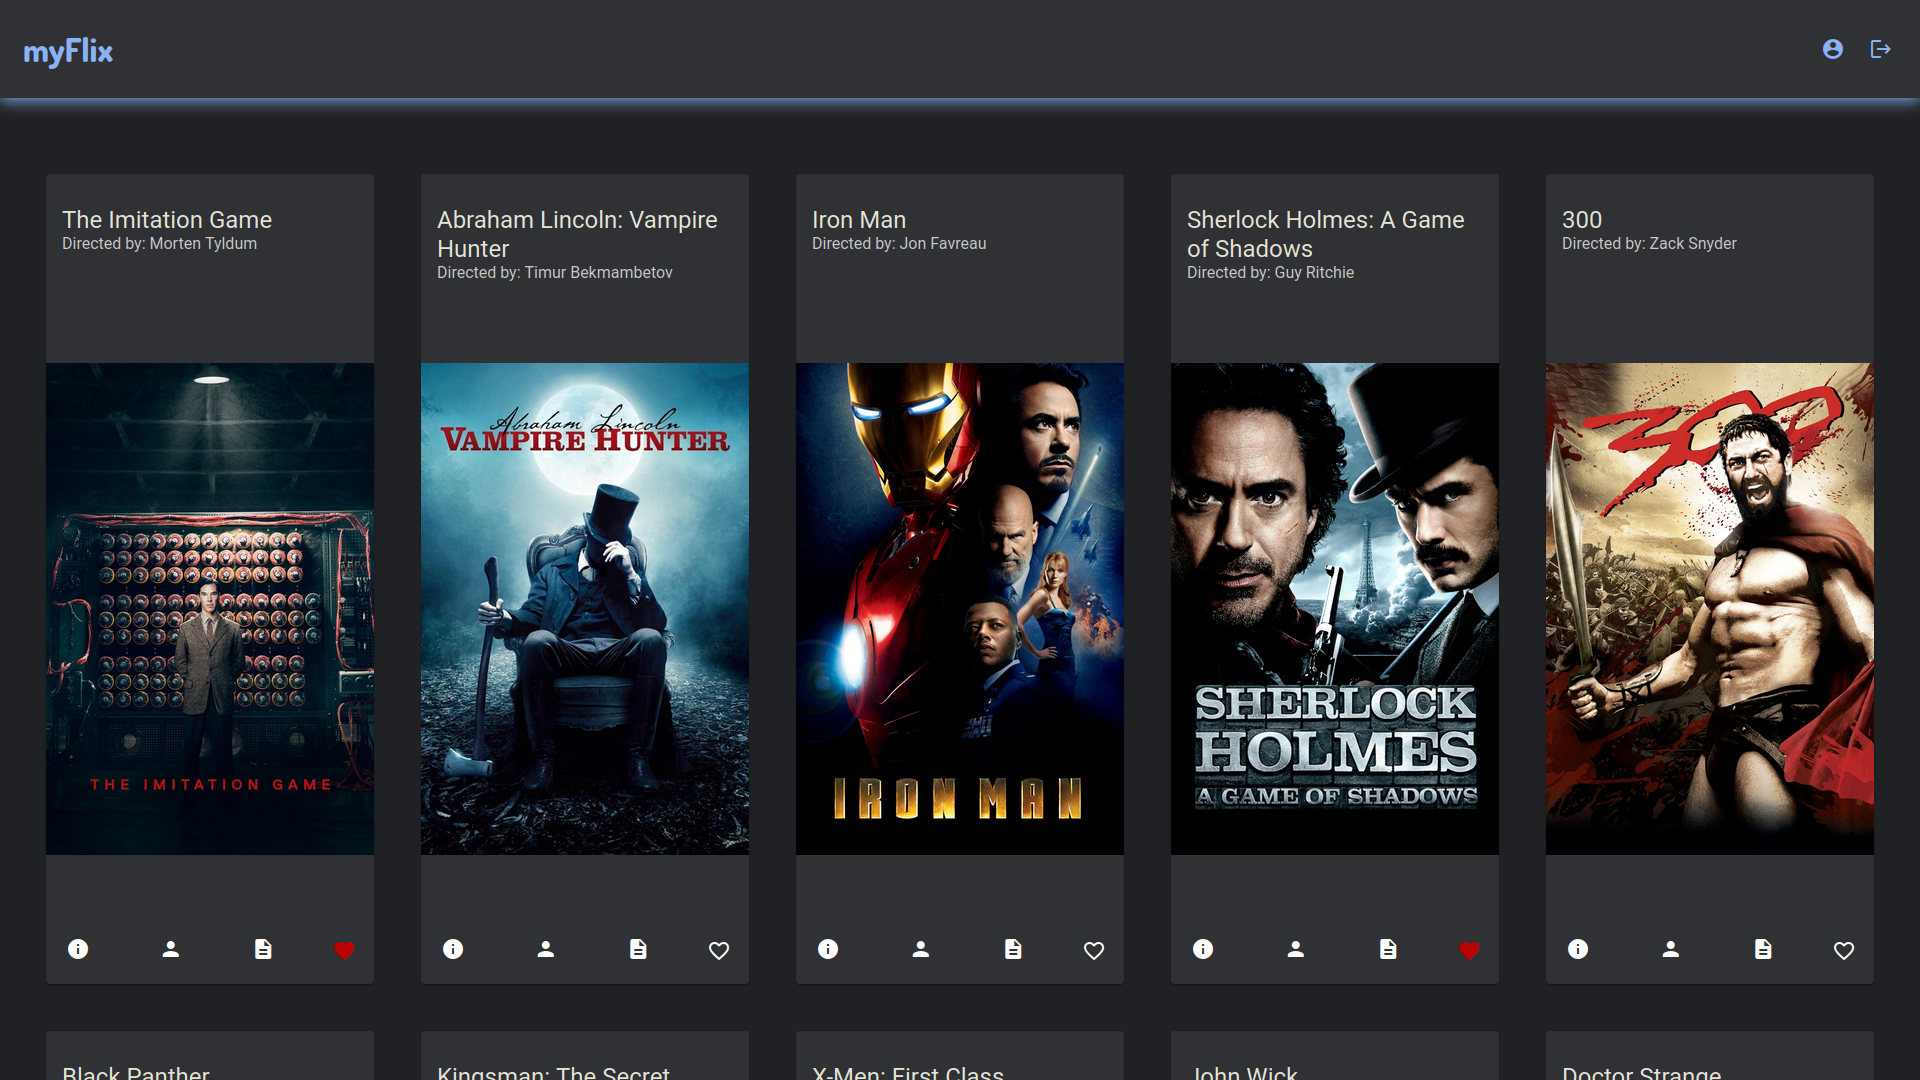 myFlix
The Imitation Game
Directed by: Morten Tyldum
THE IMITATION GAME
Abraham Lincoln: Vampire
Hunter
Directed by: Timur Bekmambetov
Abraham Lincoln
VAMPIRE HUNTER
Iron Man
Directed by: Jon Favreau
IRON MAN
Sherlock Holmes: A Game
of Shadows
Directed by: Guy Ritchie
SHERLOCK
HOLMES
A GAME OF SHADOWS
300
Directed by: Zack Snyder
300
Black Panther
Kingsman: The Secret
X-Men: First Class
John Wick
Doctor Strange